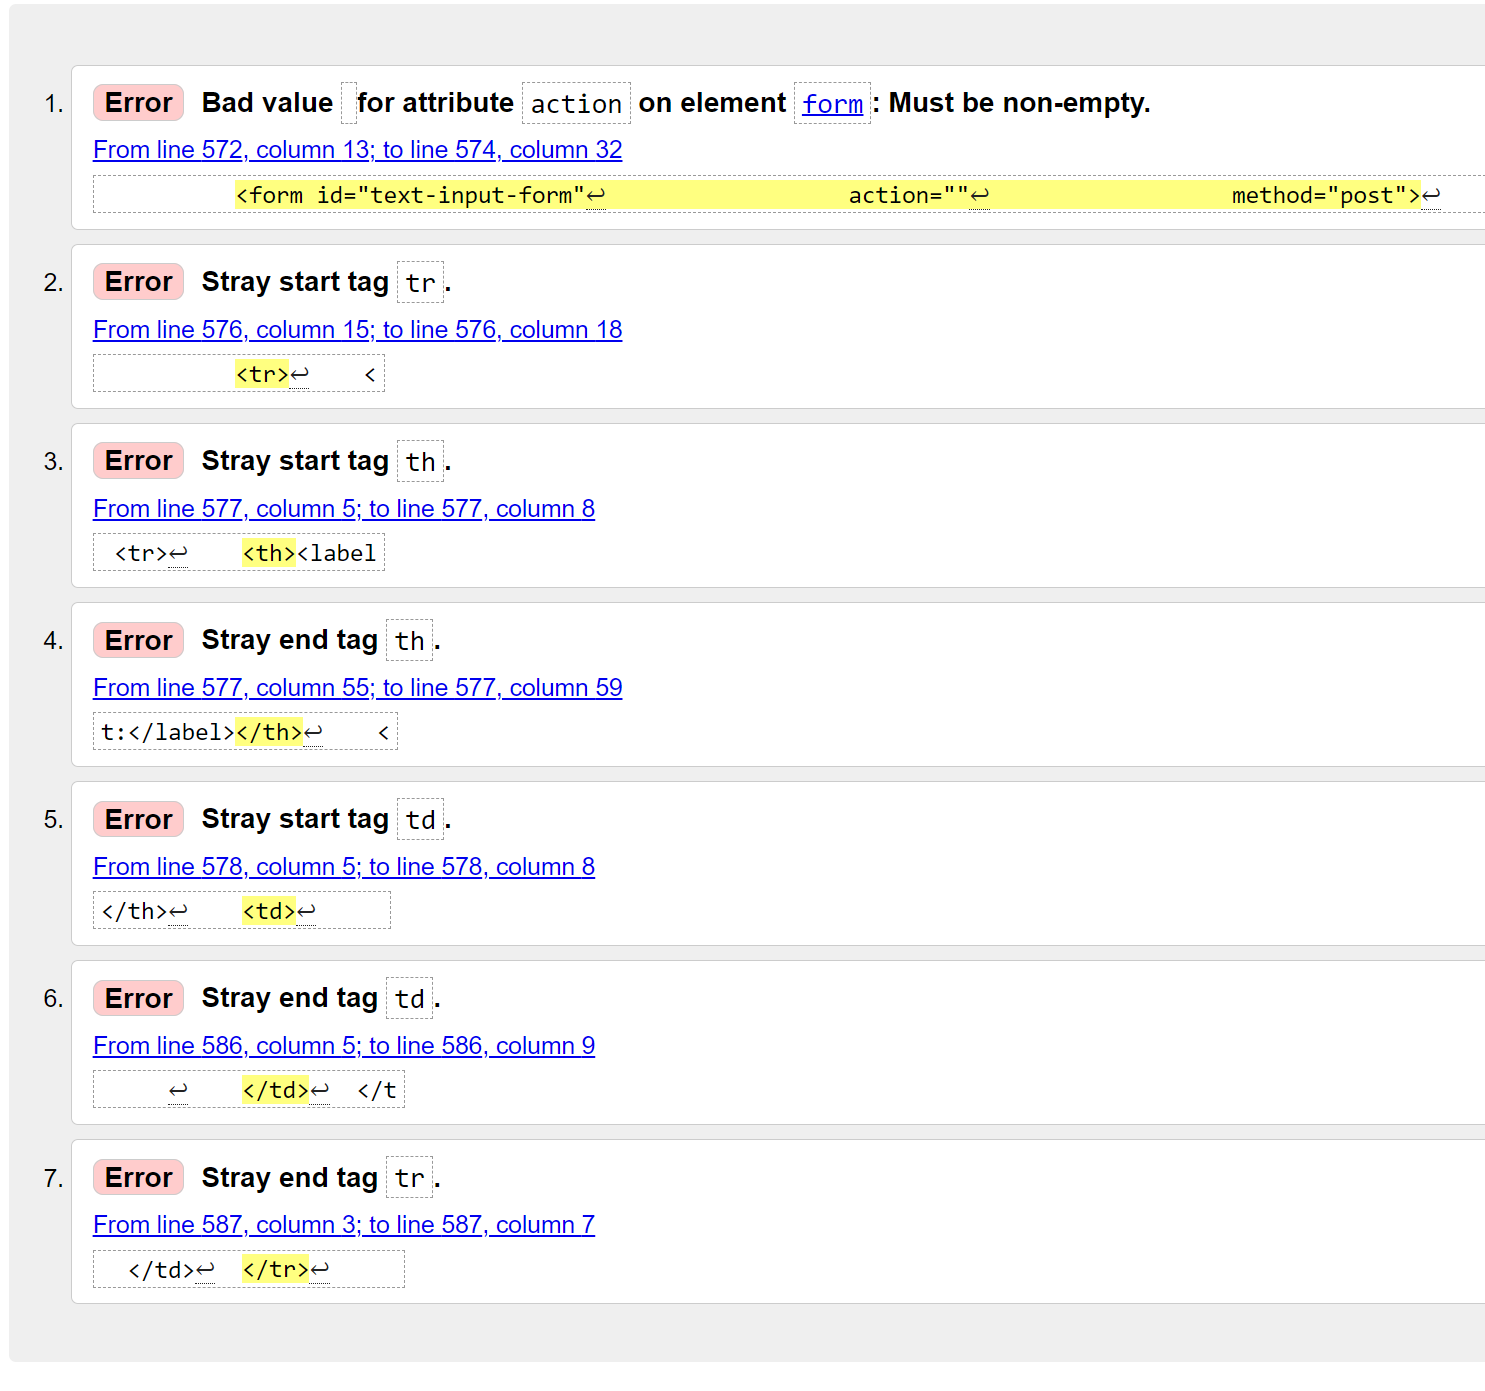 1. Error Bad value for attribute action on element form: Must be non-empty.
From line 572, column 13; to line 574, column 32
<form id="text-input-form"↩ action=""↩ method="post">↩
2. Error Stray start tag tr.
From line 576, column 15; to line 576, column 18
<tr>↩ <
3. Error Stray start tag th.
From line 577, column 5; to line 577, column 8
<tr>↩ <th><label
4. Error Stray end tag th.
From line 577, column 55; to line 577, column 59
t:</label></th>↩ <
5. Error Stray start tag td.
From line 578, column 5; to line 578, column 8
</th>↩ <td>↩
6. Error Stray end tag td.
From line 586, column 5; to line 586, column 9
↩ </td>↩ </t
7. Error Stray end tag tr.
From line 587, column 3; to line 587, column 7
</td>↩ </tr>↩